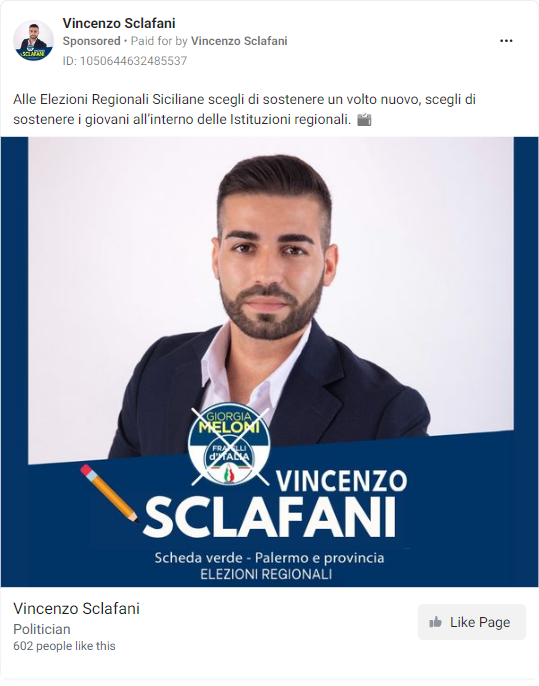 Vincenzo Sclafani
Sponsored • Paid for by Vincenzo Sclafani
ID: 1050644632485537
Alle Elezioni Regionali Siciliane scegli di sostenere un volto nuovo, scegli di
sostenere i giovani all'interno delle Istituzioni regionali. 🗳
GIORGIA
MELONI
FRATELLI
d'ITALIA
VINCENZO
SCLAFANI
Scheda verde - Palermo e provincia
ELEZIONI REGIONALI
Vincenzo Sclafani
Politician
602 people like this
Like Page